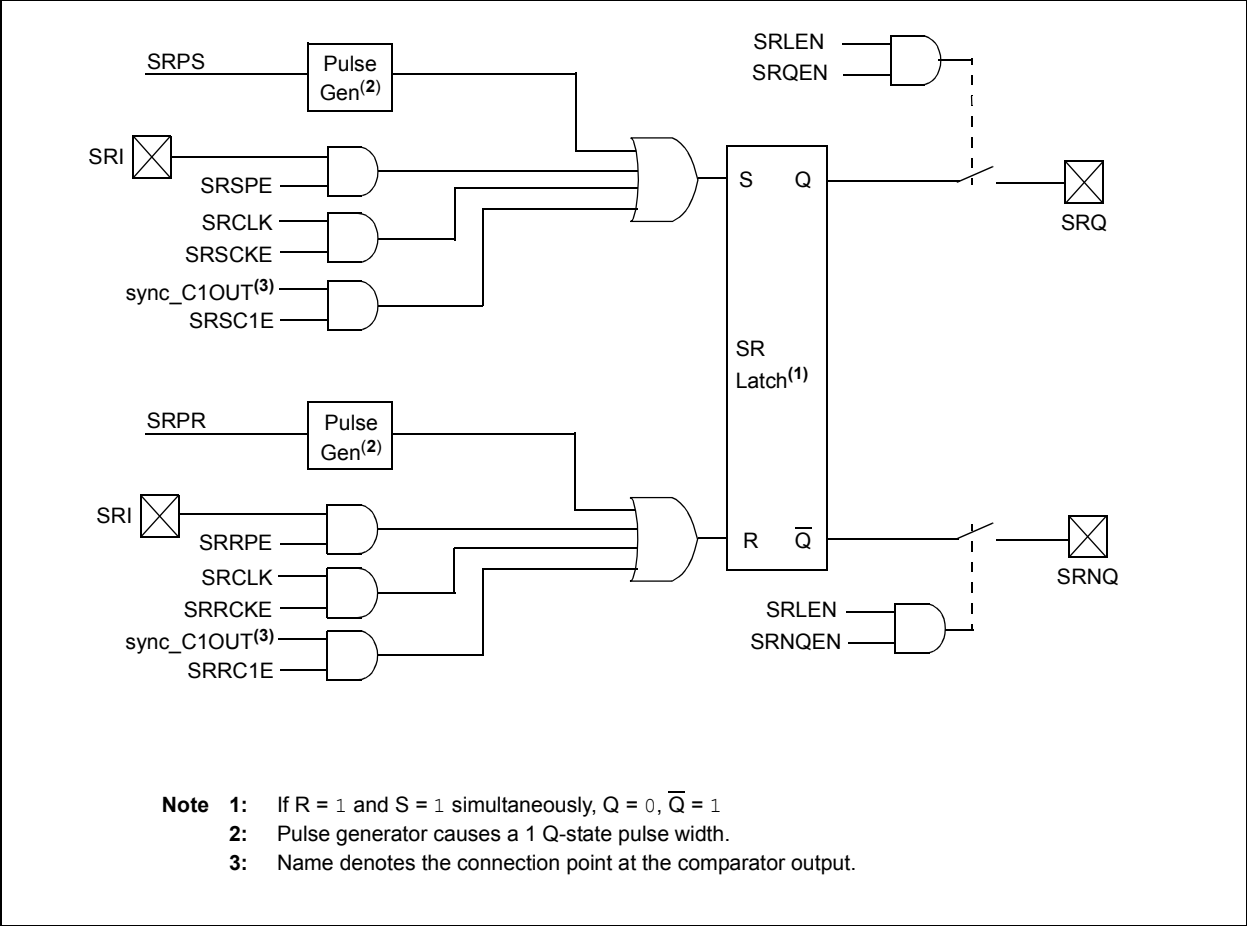 SRPS
Pulse
Gen(2)
SRLEN
SRQEN
SRI
SRSPE
SRCLK
SRSCKE
sync_C1OUT(3)
SRSC1E
S Q
SRQ
SR
Latch(1)
SRPR
Pulse
Gen(2)
SRI
SRRPE
SRCLK
SRRCKE
sync_C1OUT(3)
SRRC1E
R Q̅
SRNQ
SRLEN
SRNQEN
Note 1: If R = 1 and S = 1 simultaneously, Q = 0, Q̅ = 1
2: Pulse generator causes a 1 Q-state pulse width.
3: Name denotes the connection point at the comparator output.